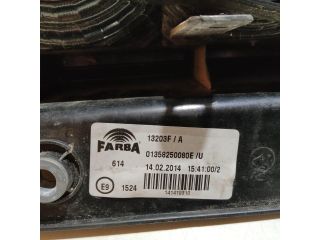 FARBA
13203F / A
01358250080E /U
614
14.02.2014 15:41:00/2
E9 1524